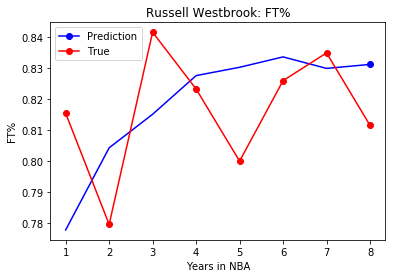 Russell Westbrook: FT%
Prediction
True
0.84
0.83
0.82
0.81
0.80
0.79
0.78
FT%
1 2 3 4 5 6 7 8
Years in NBA